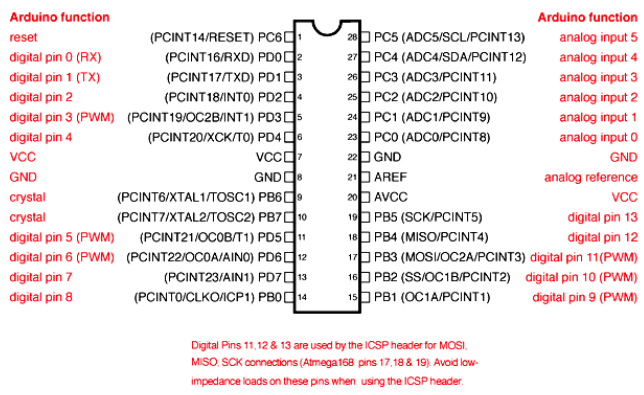 Arduino function Arduino function
reset (PCINT14/RESET) PC6 1 28 PC5 (ADC5/SCL/PCINT13) analog input 5
digital pin 0 (RX) (PCINT16/RXD) PD0 2 27 PC4 (ADC4/SDA/PCINT12) analog input 4
digital pin 1 (TX) (PCINT17/TXD) PD1 3 26 PC3 (ADC3/PCINT11) analog input 3
digital pin 2 (PCINT18/INT0) PD2 4 25 PC2 (ADC2/PCINT10) analog input 2
digital pin 3 (PWM) (PCINT19/OC2B/INT1) PD3 5 24 PC1 (ADC1/PCINT9) analog input 1
digital pin 4 (PCINT20/XCK/T0) PD4 6 23 PC0 (ADC0/PCINT8) analog input 0
VCC VCC 7 22 GND GND
GND GND 8 21 AREF analog reference
crystal (PCINT6/XTAL1/TOSC1) PB6 9 20 AVCC VCC
crystal (PCINT7/XTAL2/TOSC2) PB7 10 19 PB5 (SCK/PCINT5) digital pin 13
digital pin 5 (PWM) (PCINT21/OC0B/T1) PD5 11 18 PB4 (MISO/PCINT4) digital pin 12
digital pin 6 (PWM) (PCINT22/OC0A/AIN0) PD6 12 17 PB3 (MOSI/OC2A/PCINT3) digital pin 11(PWM)
digital pin 7 (PCINT23/AIN1) PD7 13 16 PB2 (SS/OC1B/PCINT2) digital pin 10 (PWM)
digital pin 8 (PCINT0/CLKO/ICP1) PB0 14 15 PB1 (OC1A/PCINT1) digital pin 9 (PWM)
Digital Pins 11,12 & 13 are used by the ICSP header for MOSI,
MISO, SCK connections (Atmega168 pins 17,18 & 19). Avoid low-
impedance loads on these pins when using the ICSP header.